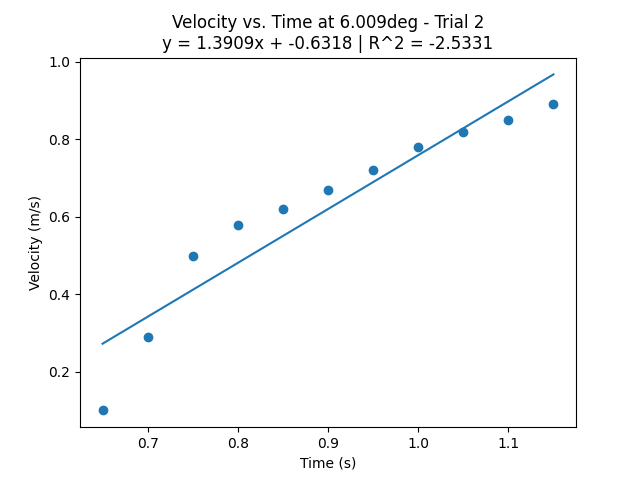 Velocity vs. Time at 6.009deg - Trial 2
y = 1.3909x + -0.6318 | R^2 = -2.5331
1.0
0.8
0.6
0.4
0.2
Velocity (m/s)
0.7 0.8 0.9 1.0 1.1
Time (s)